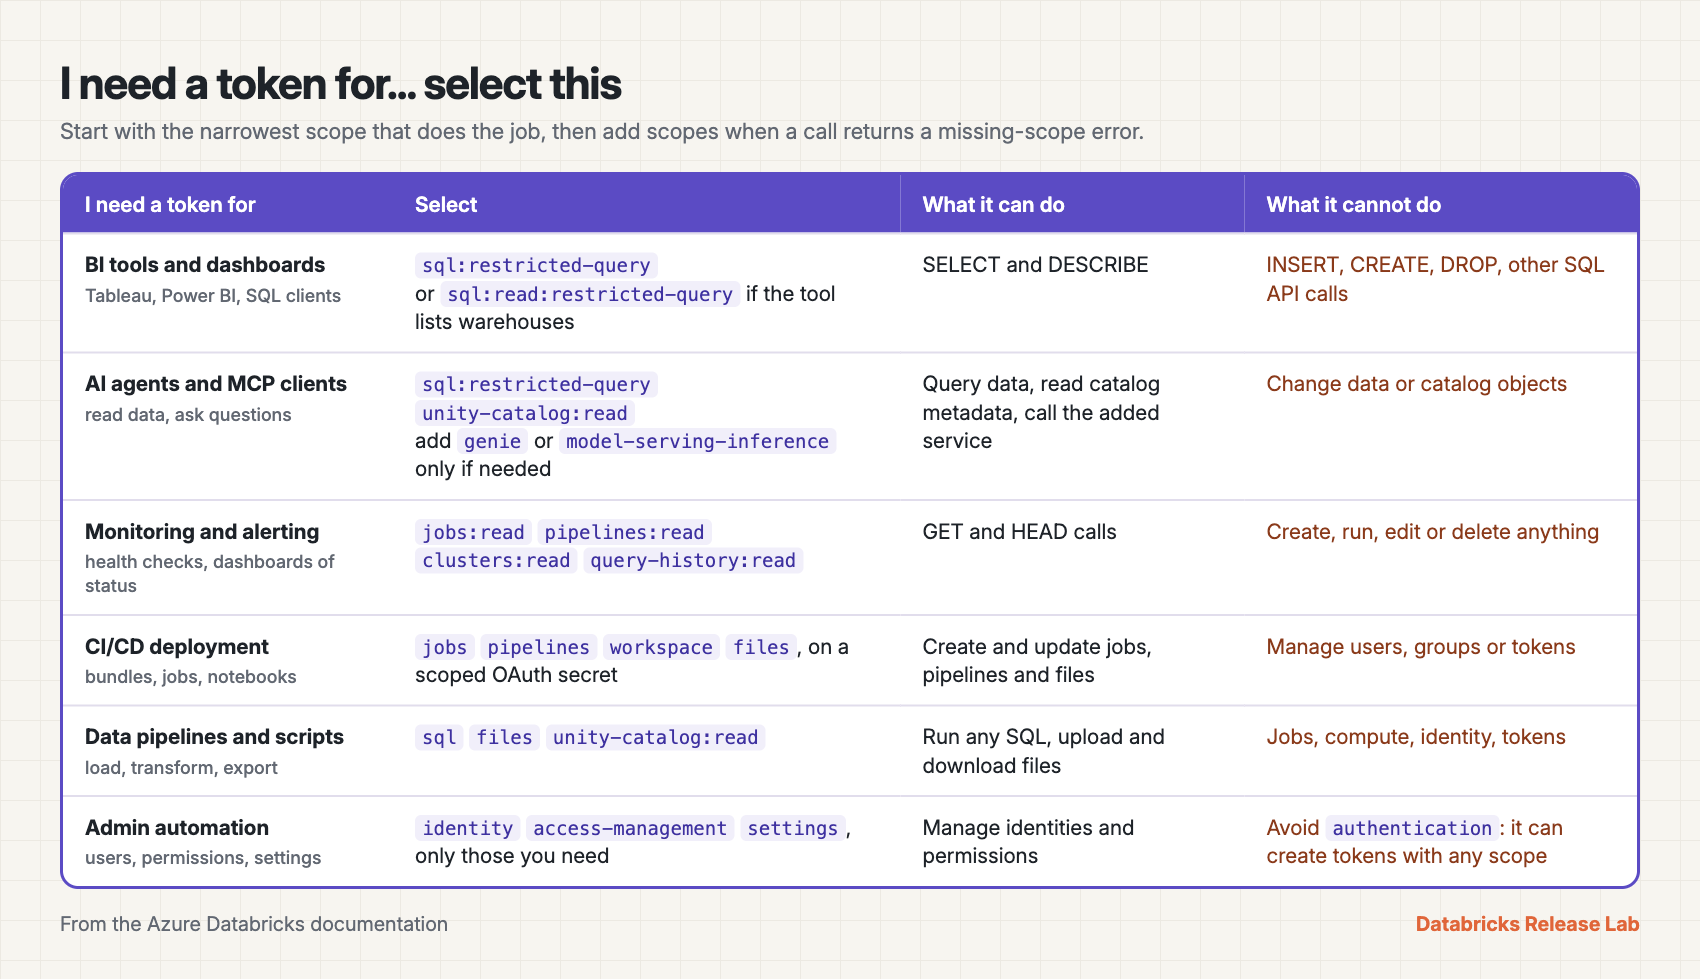 I need a token for... select this
Start with the narrowest scope that does the job, then add scopes when a call returns a missing-scope error.
I need a token for
Select
What it can do
What it cannot do
BI tools and dashboards
Tableau, Power BI, SQL clients
sql:restricted-query
or sql:read:restricted-query if the tool
lists warehouses
SELECT and DESCRIBE
INSERT, CREATE, DROP, other SQL
API calls
AI agents and MCP clients
read data, ask questions
sql:restricted-query
unity-catalog:read
add genie or model-serving-inference
only if needed
Query data, read catalog
metadata, call the added
service
Change data or catalog objects
Monitoring and alerting
health checks, dashboards of
status
jobs:read pipelines:read
clusters:read query-history:read
GET and HEAD calls
Create, run, edit or delete anything
CI/CD deployment
bundles, jobs, notebooks
jobs pipelines workspace files, on a
scoped OAuth secret
Create and update jobs,
pipelines and files
Manage users, groups or tokens
Data pipelines and scripts
load, transform, export
sql files unity-catalog:read
Run any SQL, upload and
download files
Jobs, compute, identity, tokens
Admin automation
users, permissions, settings
identity access-management settings,
only those you need
Manage identities and
permissions
Avoid authentication: it can
create tokens with any scope
From the Azure Databricks documentation
Databricks Release Lab